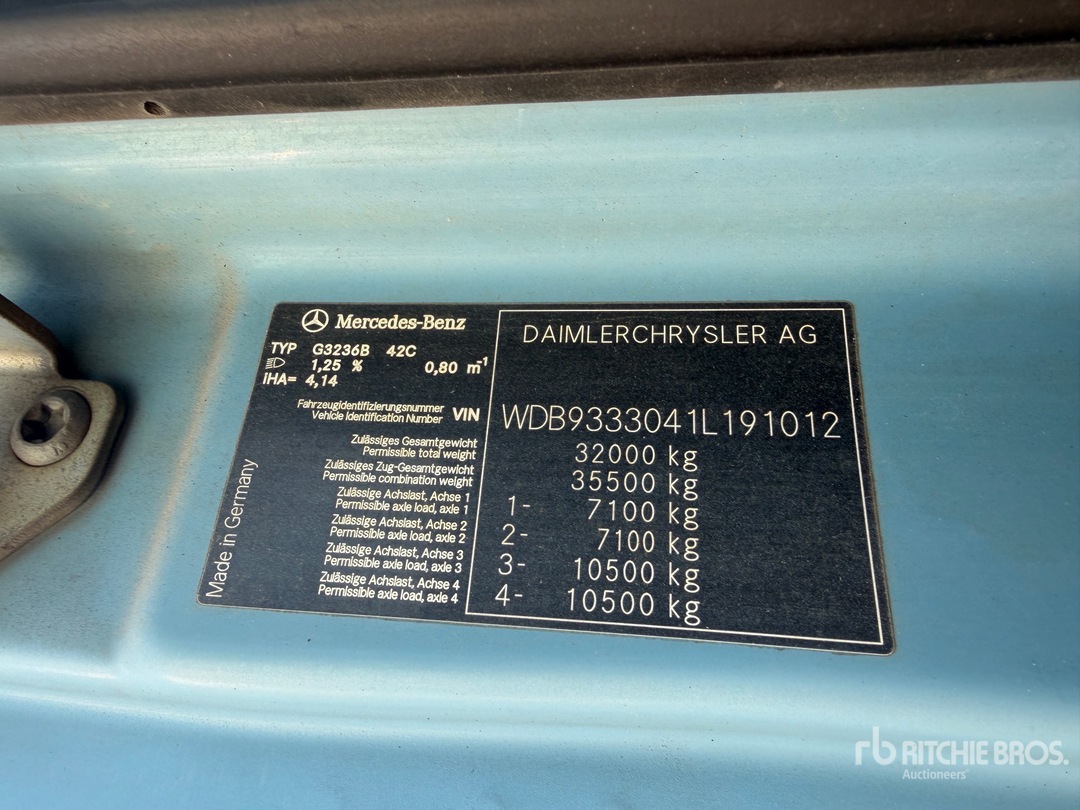 Mercedes-Benz
TYP G3236B 42C
1,25 % 0,80 m⁻¹
IHA= 4,14
Fahrzeugidentifizierungsnummer
Vehicle Identification Number VIN
Zulässiges Gesamtgewicht
Permissible total weight
Zulässiges Zug-Gesamtgewicht
Permissible combination weight
Zulässige Achslast, Achse 1
Permissible axle load, axle 1
Zulässige Achslast, Achse 2
Permissible axle load, axle 2
Zulässige Achslast, Achse 3
Permissible axle load, axle 3
Zulässige Achslast, Achse 4
Permissible axle load, axle 4
Made in Germany
DAIMLERCHRYSLER AG
WDB9333041L191012
32000 kg
35500 kg
1- 7100 kg
2- 7100 kg
3- 10500 kg
4- 10500 kg
rb RITCHIE BROS.
Auctioneers